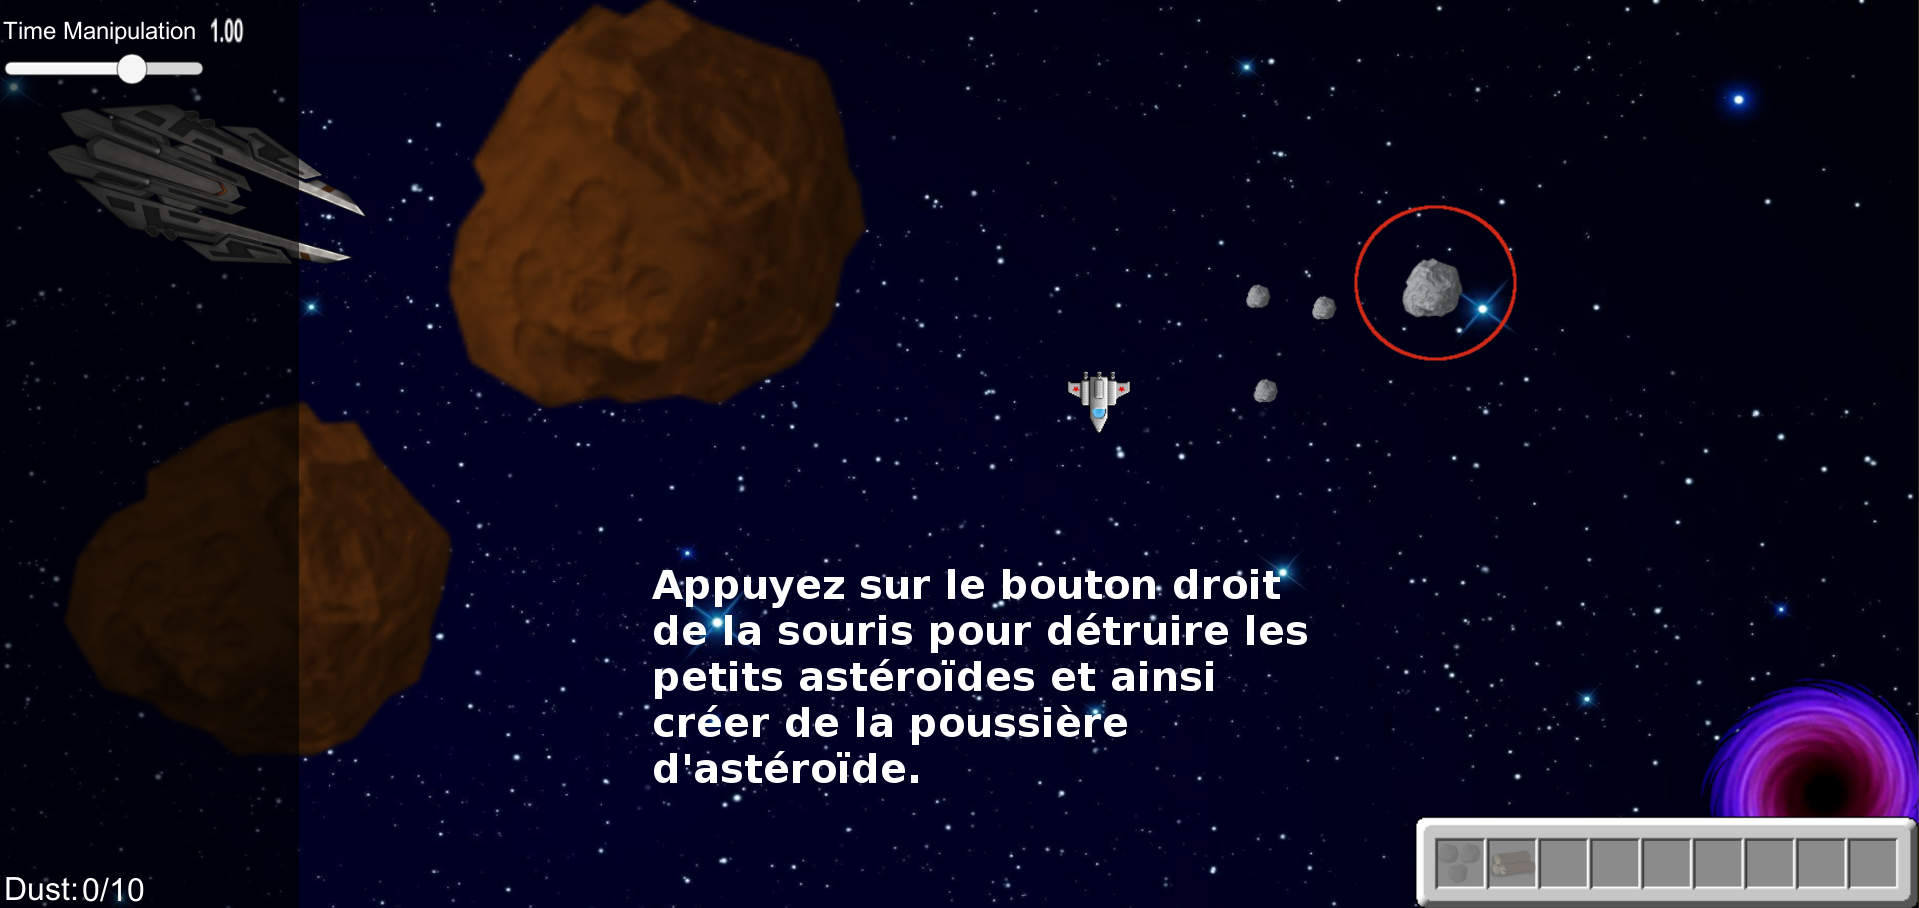 Time Manipulation 1.00
Appuyez sur le bouton droit
de la souris pour détruire les
petits astéroïdes et ainsi
créer de la poussière
d'astéroïde.
Dust:0/10